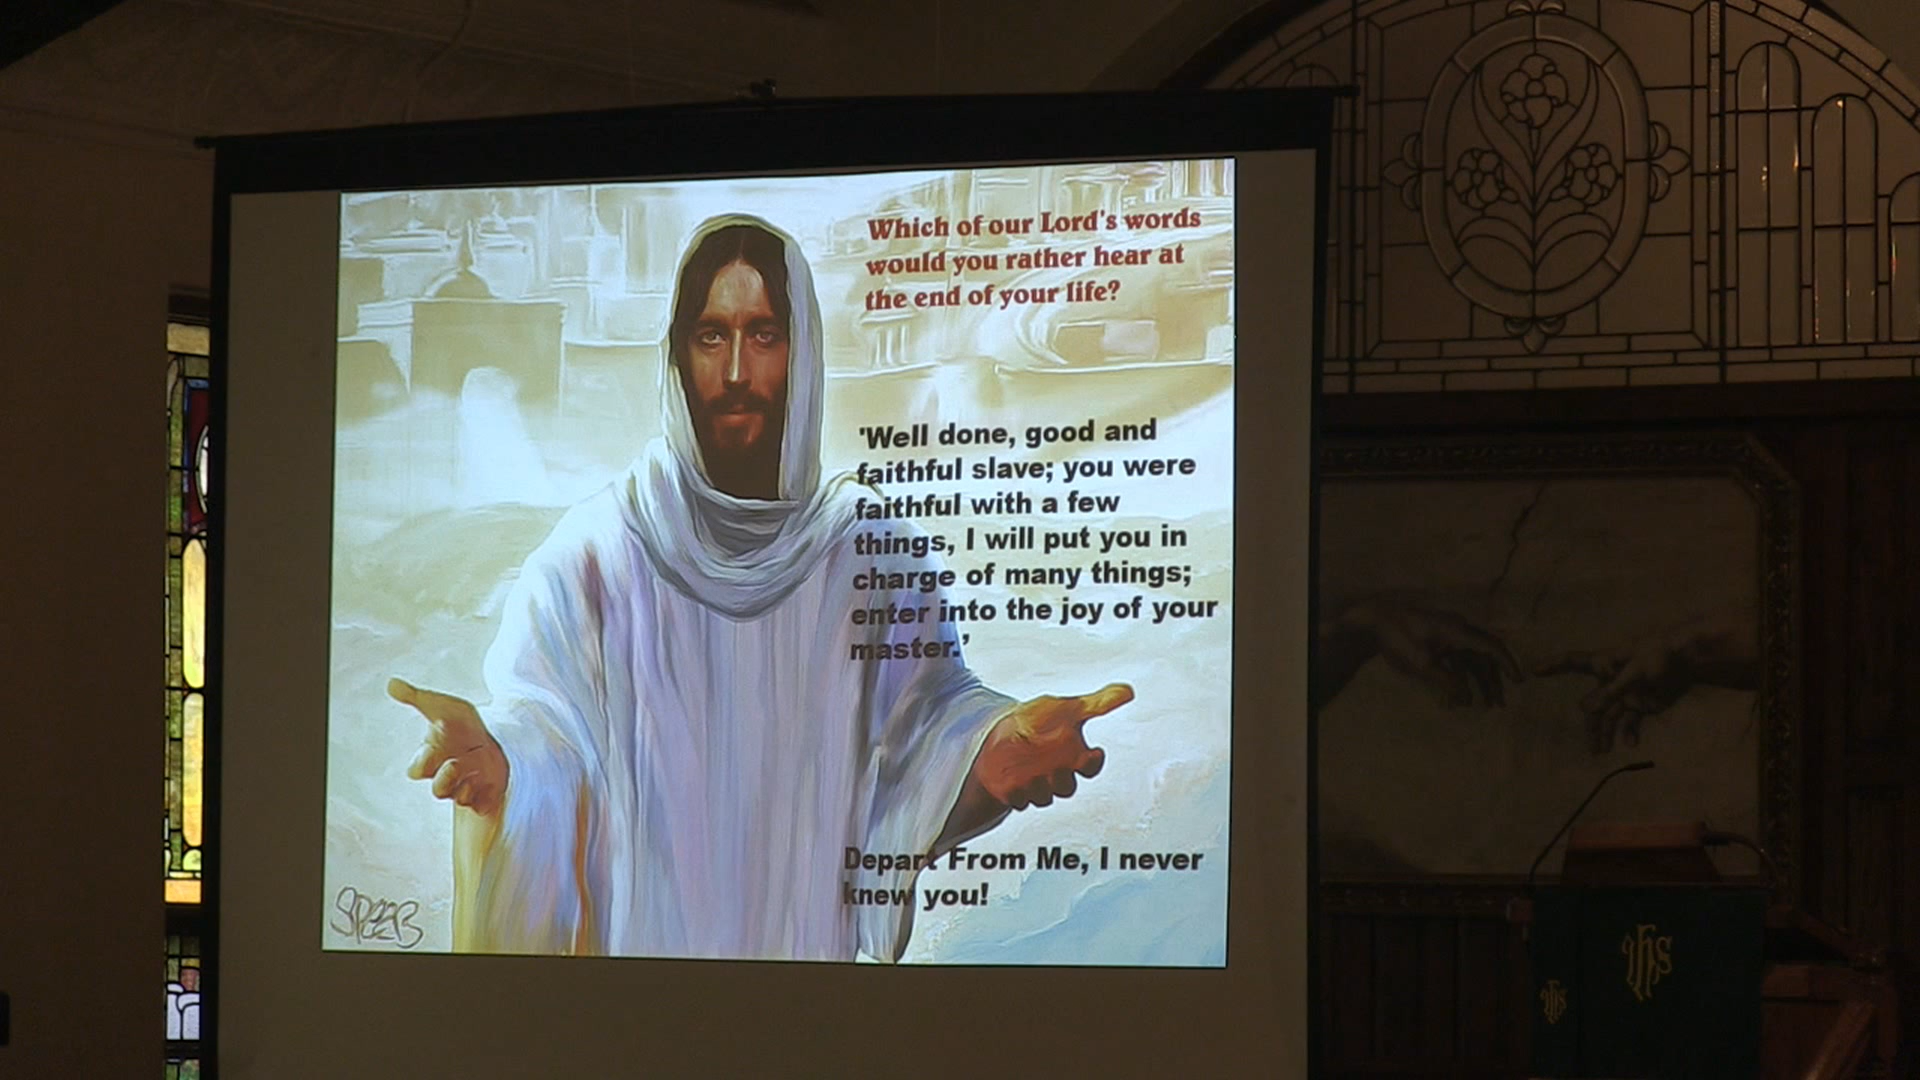 Which of our Lord's words
would you rather hear at
the end of your life?
'Well done, good and
faithful slave; you were
faithful with a few
things, I will put you in
charge of many things;
enter into the joy of your
master.'
Depart From Me, I never
knew you!
IHS
IHS